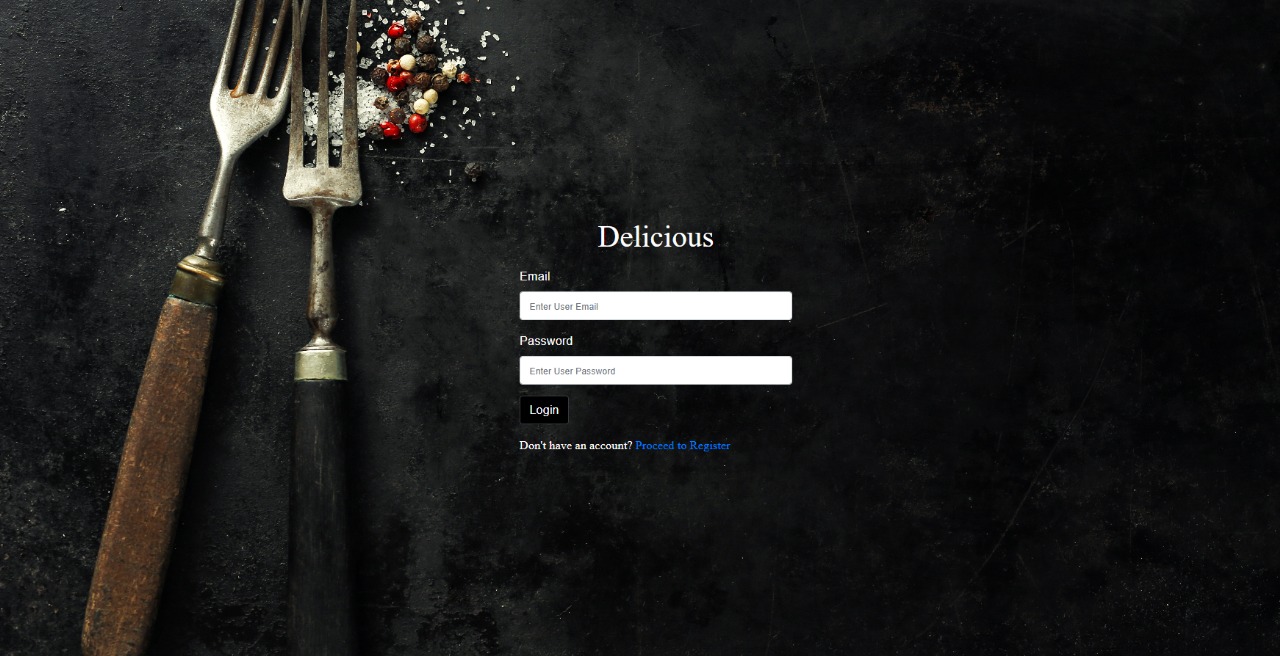 Delicious
Email
Enter User Email
Password
Enter User Password
Login
Don't have an account? Proceed to Register